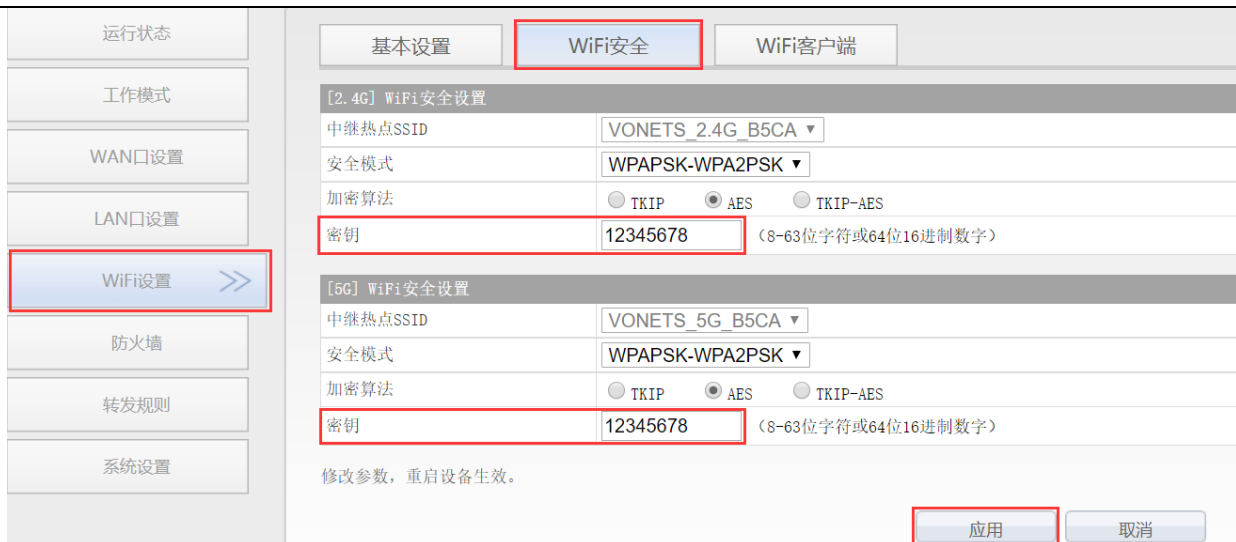 运行状态
工作模式
WAN口设置
LAN口设置
WiFi设置 >>
防火墙
转发规则
系统设置
基本设置 WiFi安全 WiFi客户端
[2.4G] WiFi安全设置
中继热点SSID VONETS_2.4G_B5CA
安全模式 WPAPSK-WPA2PSK
加密算法 TKIP AES TKIP-AES
密钥 12345678 (8-63位字符或64位16进制数字)
[5G] WiFi安全设置
中继热点SSID VONETS_5G_B5CA
安全模式 WPAPSK-WPA2PSK
加密算法 TKIP AES TKIP-AES
密钥 12345678 (8-63位字符或64位16进制数字)
修改参数，重启设备生效。
应用 取消